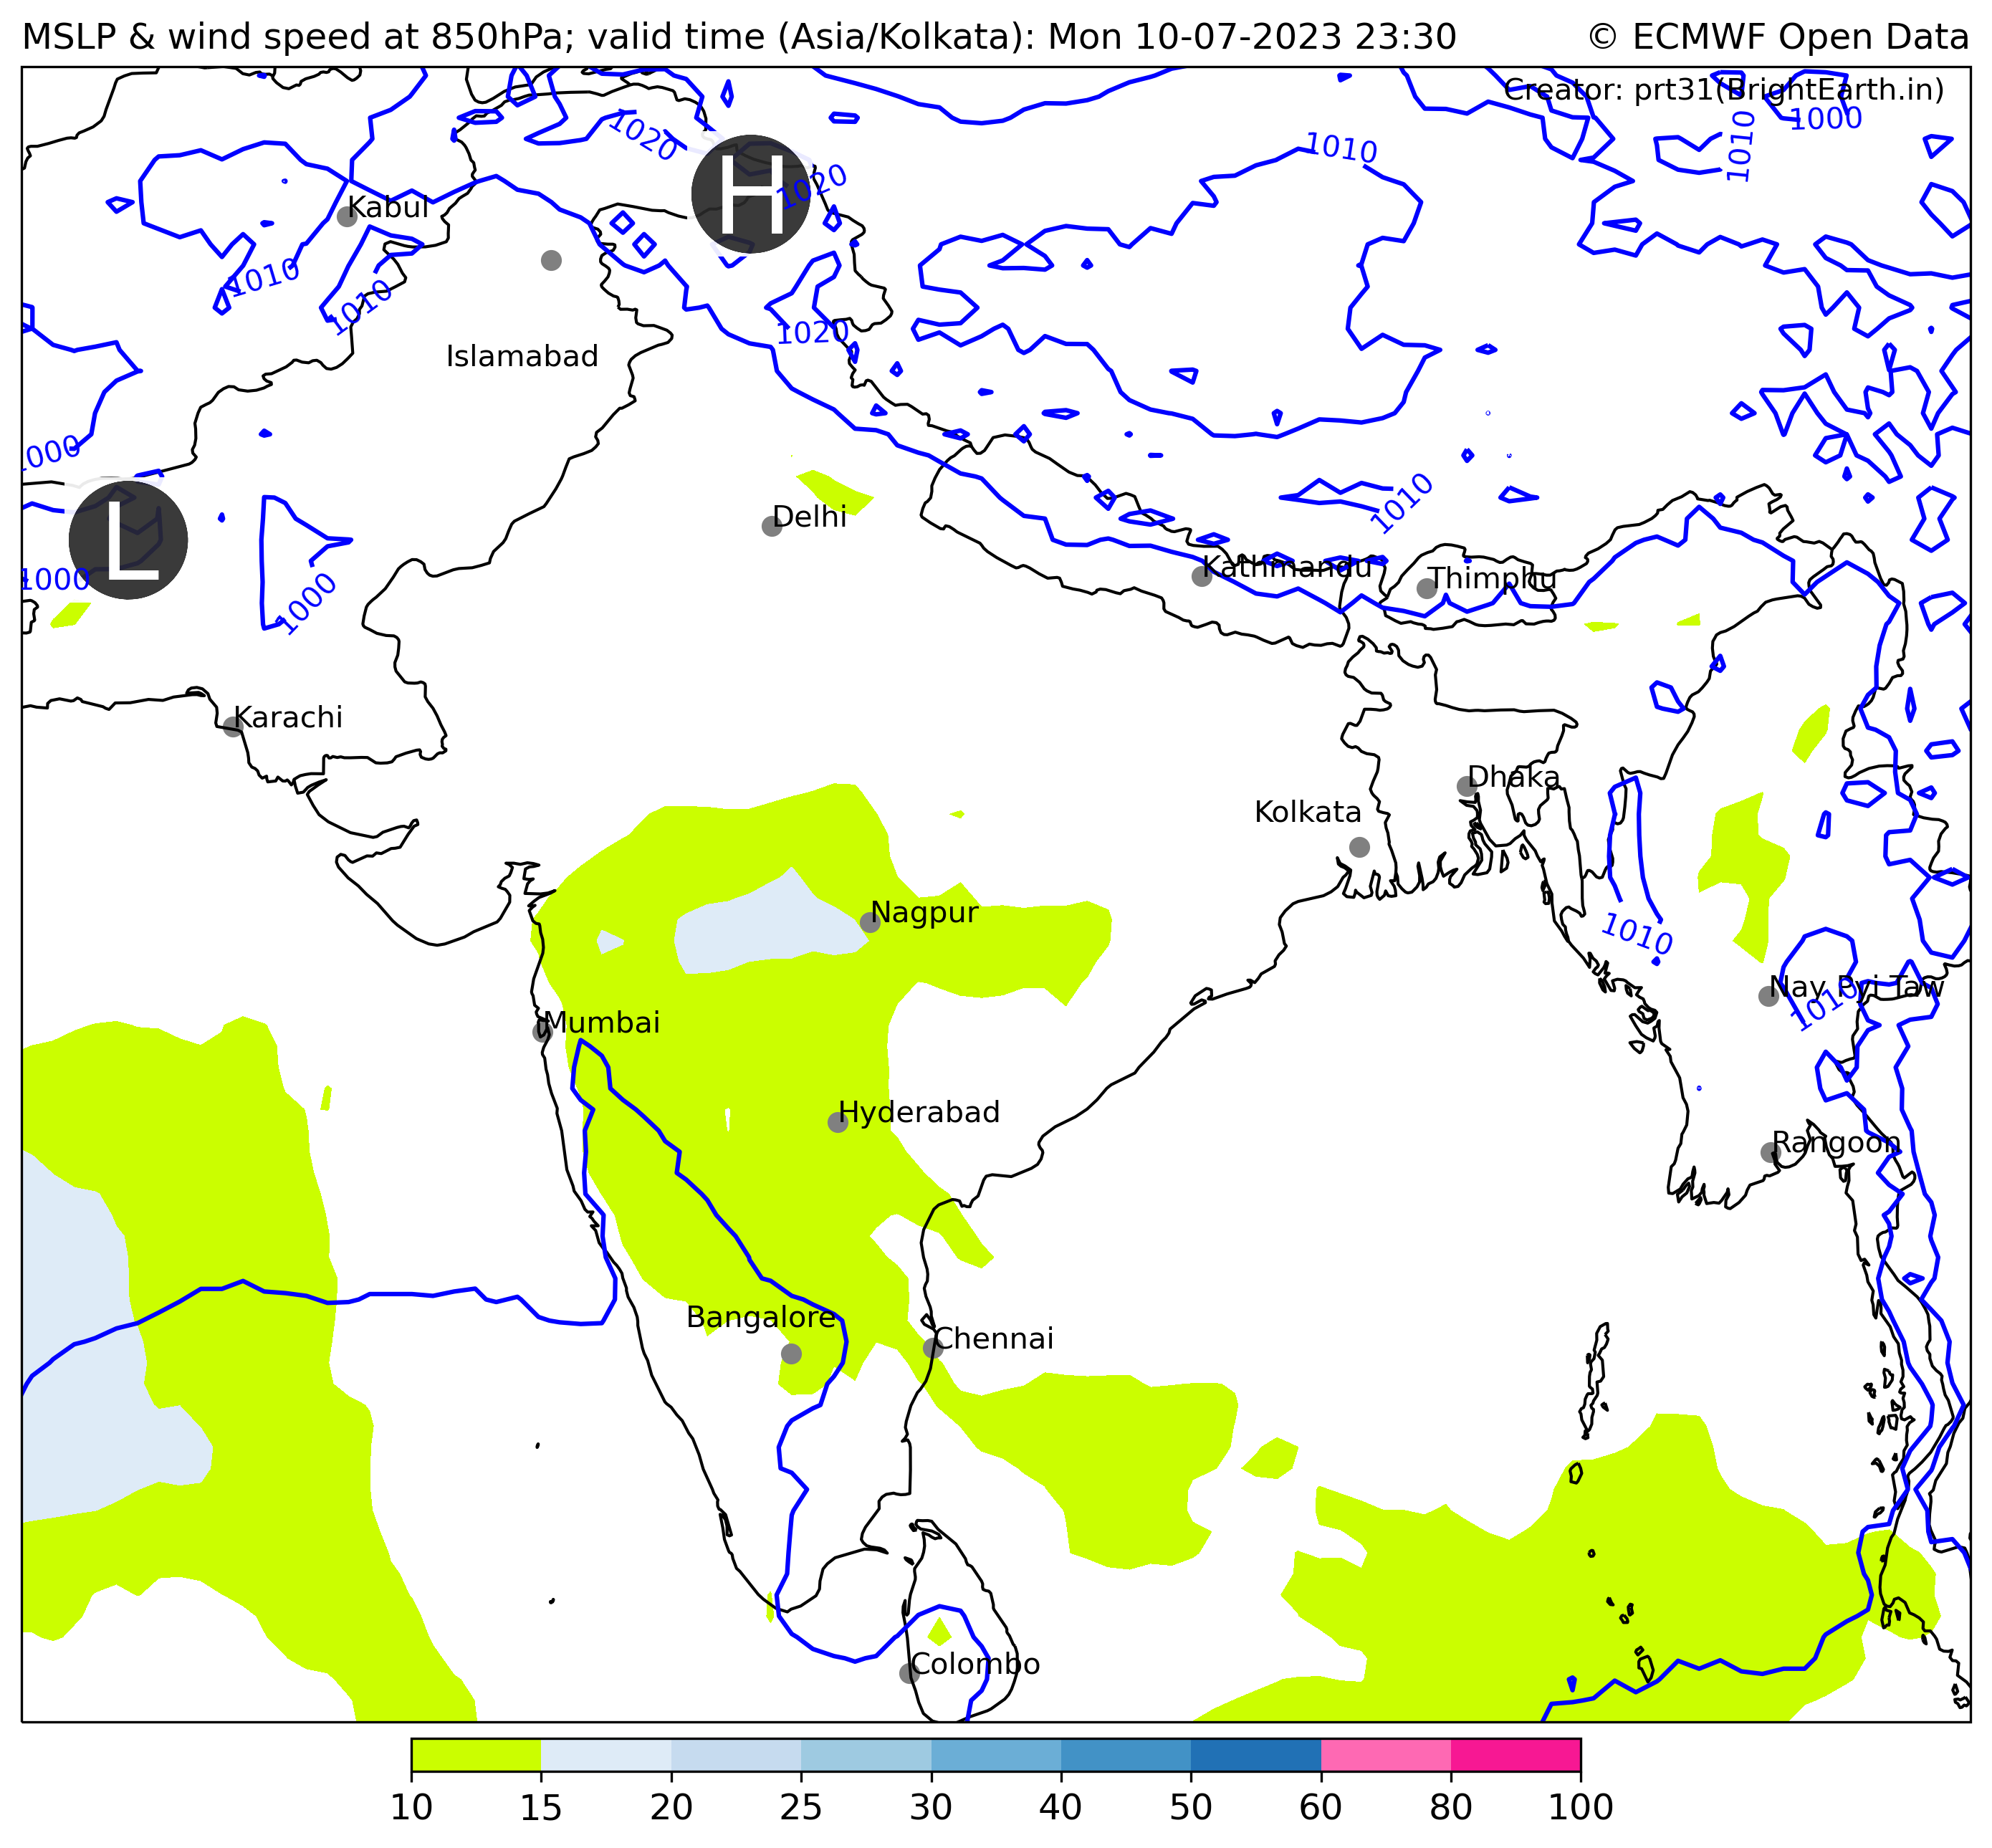 MSLP & wind speed at 850hPa; valid time (Asia/Kolkata): Mon 10-07-2023 23:30
© ECMWF Open Data
Creator: prt31(BrightEarth.in)
1000
1010
1020
1010
H
1020
Kabul
1010
1010
1020
Islamabad
1000
1010
L
Delhi
1000
1000
Kathmandu
Thimphu
Karachi
Dhaka
Kolkata
Nagpur
1010
Nay Pyi Taw
1010
Mumbai
Hyderabad
Rangoon
Bangalore
Chennai
Colombo
10 15 20 25 30 40 50 60 80 100